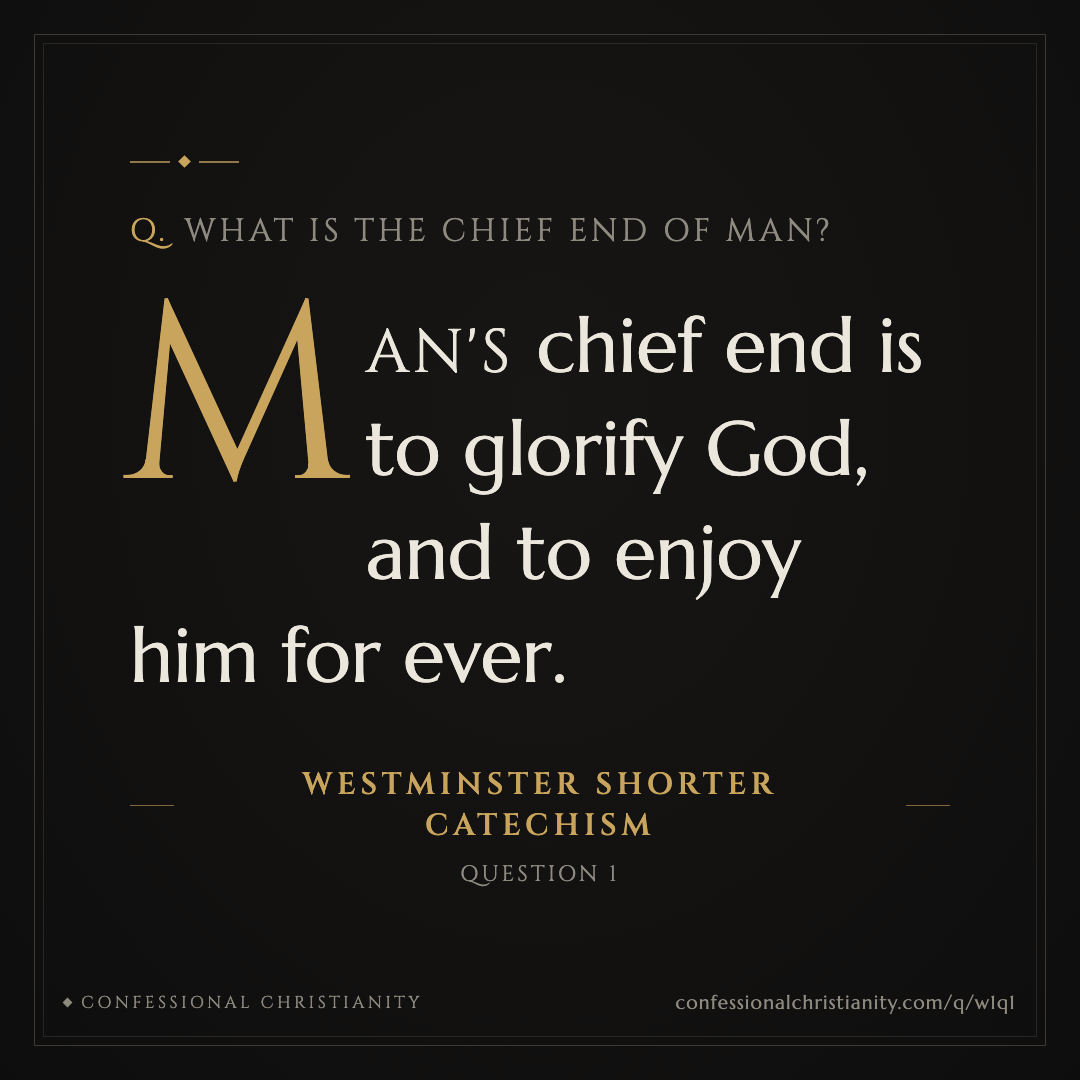 Q. WHAT IS THE CHIEF END OF MAN?
MAN'S chief end is
to glorify God,
and to enjoy
him for ever.
WESTMINSTER SHORTER
CATECHISM
QUESTION 1
CONFESSIONAL CHRISTIANITY
confessionalchristianity.com/q/w1q1